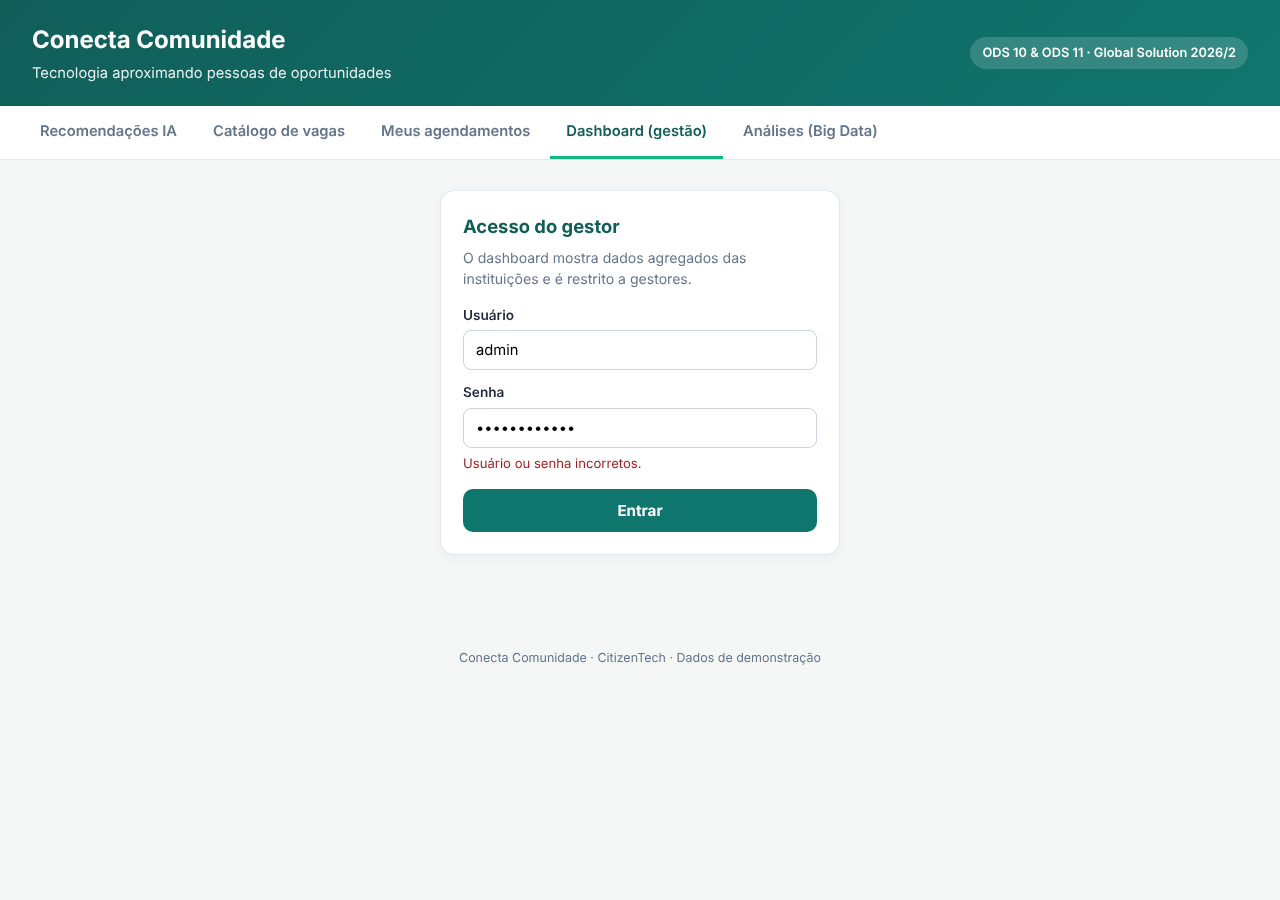 Conecta Comunidade
Tecnologia aproximando pessoas de oportunidades
ODS 10 & ODS 11 · Global Solution 2026/2
Recomendações IA
Catálogo de vagas
Meus agendamentos
Dashboard (gestão)
Análises (Big Data)
Acesso do gestor
O dashboard mostra dados agregados das
instituições e é restrito a gestores.
Usuário
admin
Senha
••••••••••••
Usuário ou senha incorretos.
Entrar
Conecta Comunidade · CitizenTech · Dados de demonstração